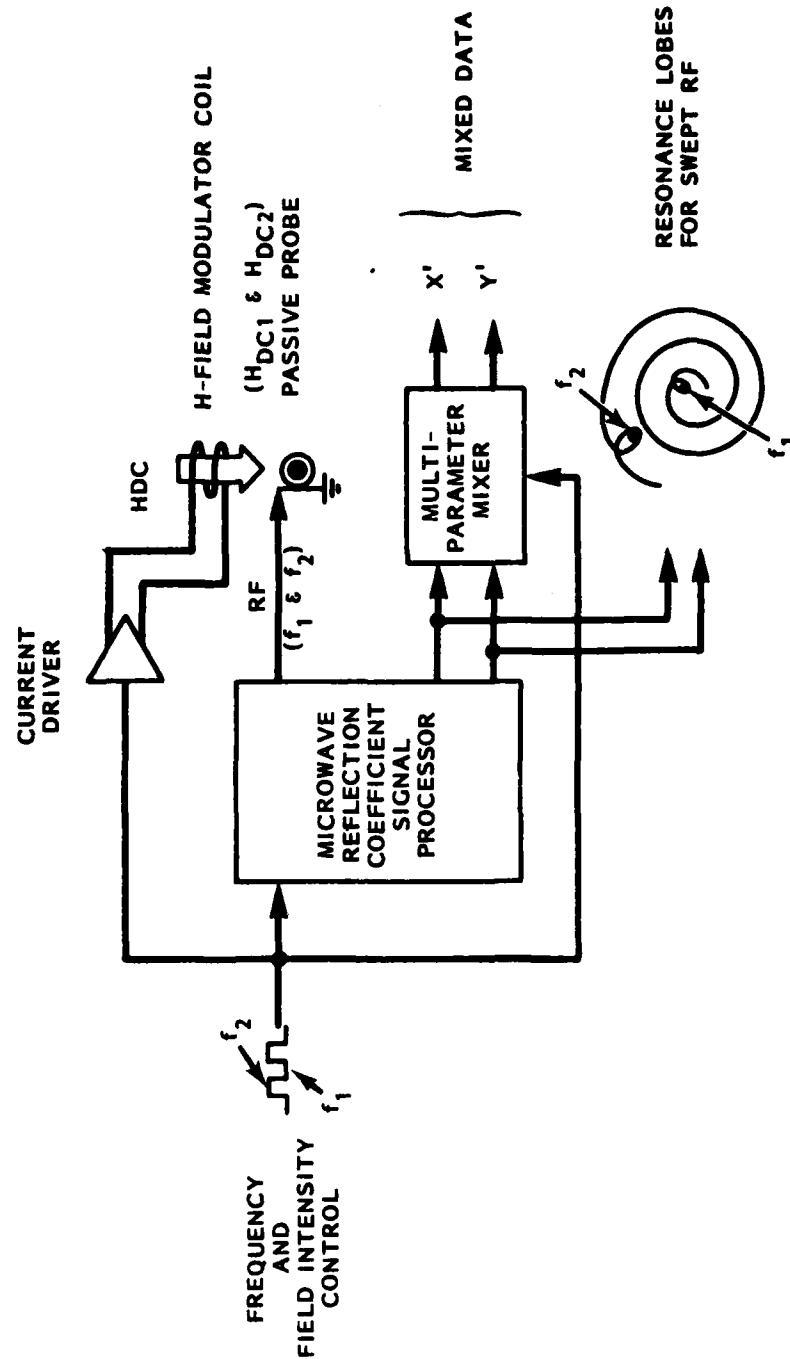 FREQUENCY
AND
FIELD INTENSITY
CONTROL
f2
f1
CURRENT
DRIVER
HDC
H-FIELD MODULATOR COIL
(HDC1 & HDC2)
PASSIVE PROBE
RF
(f1 & f2)
MICROWAVE
REFLECTION
COEFFICIENT
SIGNAL
PROCESSOR
MULTI-
PARAMETER
MIXER
X'
Y'
MIXED DATA
f2
f1
RESONANCE LOBES
FOR SWEPT RF